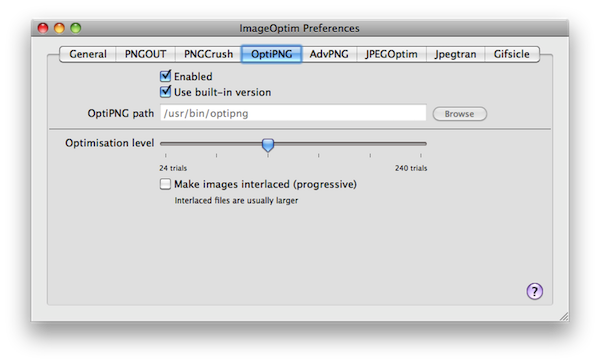 ImageOptim Preferences
General PNGOUT PNGCrush OptiPNG AdvPNG JPEGOptim Jpegtran Gifsicle
Enabled
Use built-in version
OptiPNG path /usr/bin/optipng Browse
Optimisation level
24 trials 240 trials
Make images interlaced (progressive)
Interlaced files are usually larger
?